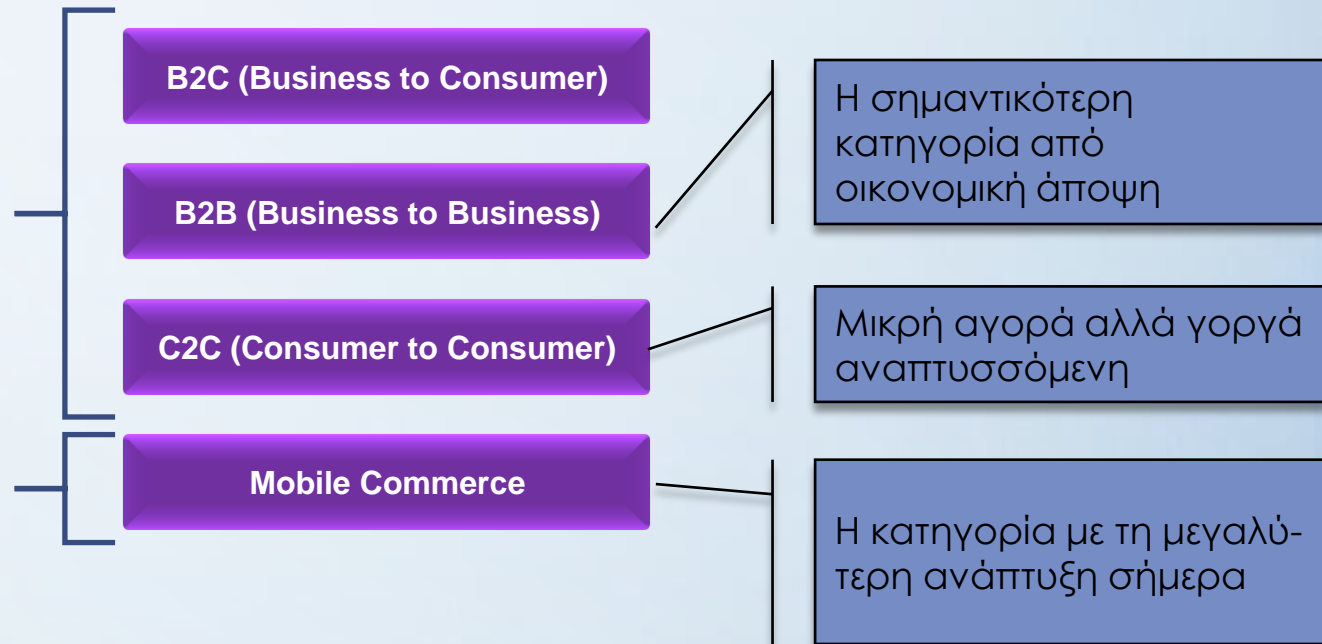 B2C (Business to Consumer)
B2B (Business to Business)
C2C (Consumer to Consumer)
Mobile Commerce
Η σημαντικότερη
κατηγορία από
οικονομική άποψη
Μικρή αγορά αλλά γοργά
αναπτυσσόμενη
Η κατηγορία με τη μεγαλύ-
τερη ανάπτυξη σήμερα